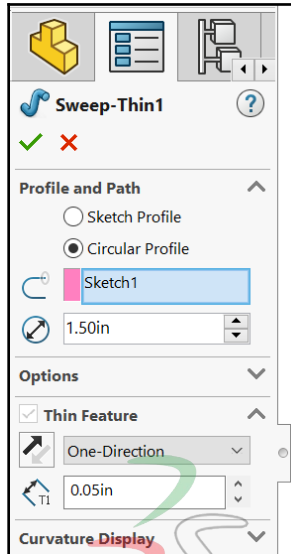 Sweep-Thin1
?
Profile and Path
Sketch Profile
Circular Profile
Sketch1
1.50in
Options
Thin Feature
One-Direction
T1 0.05in
Curvature Display